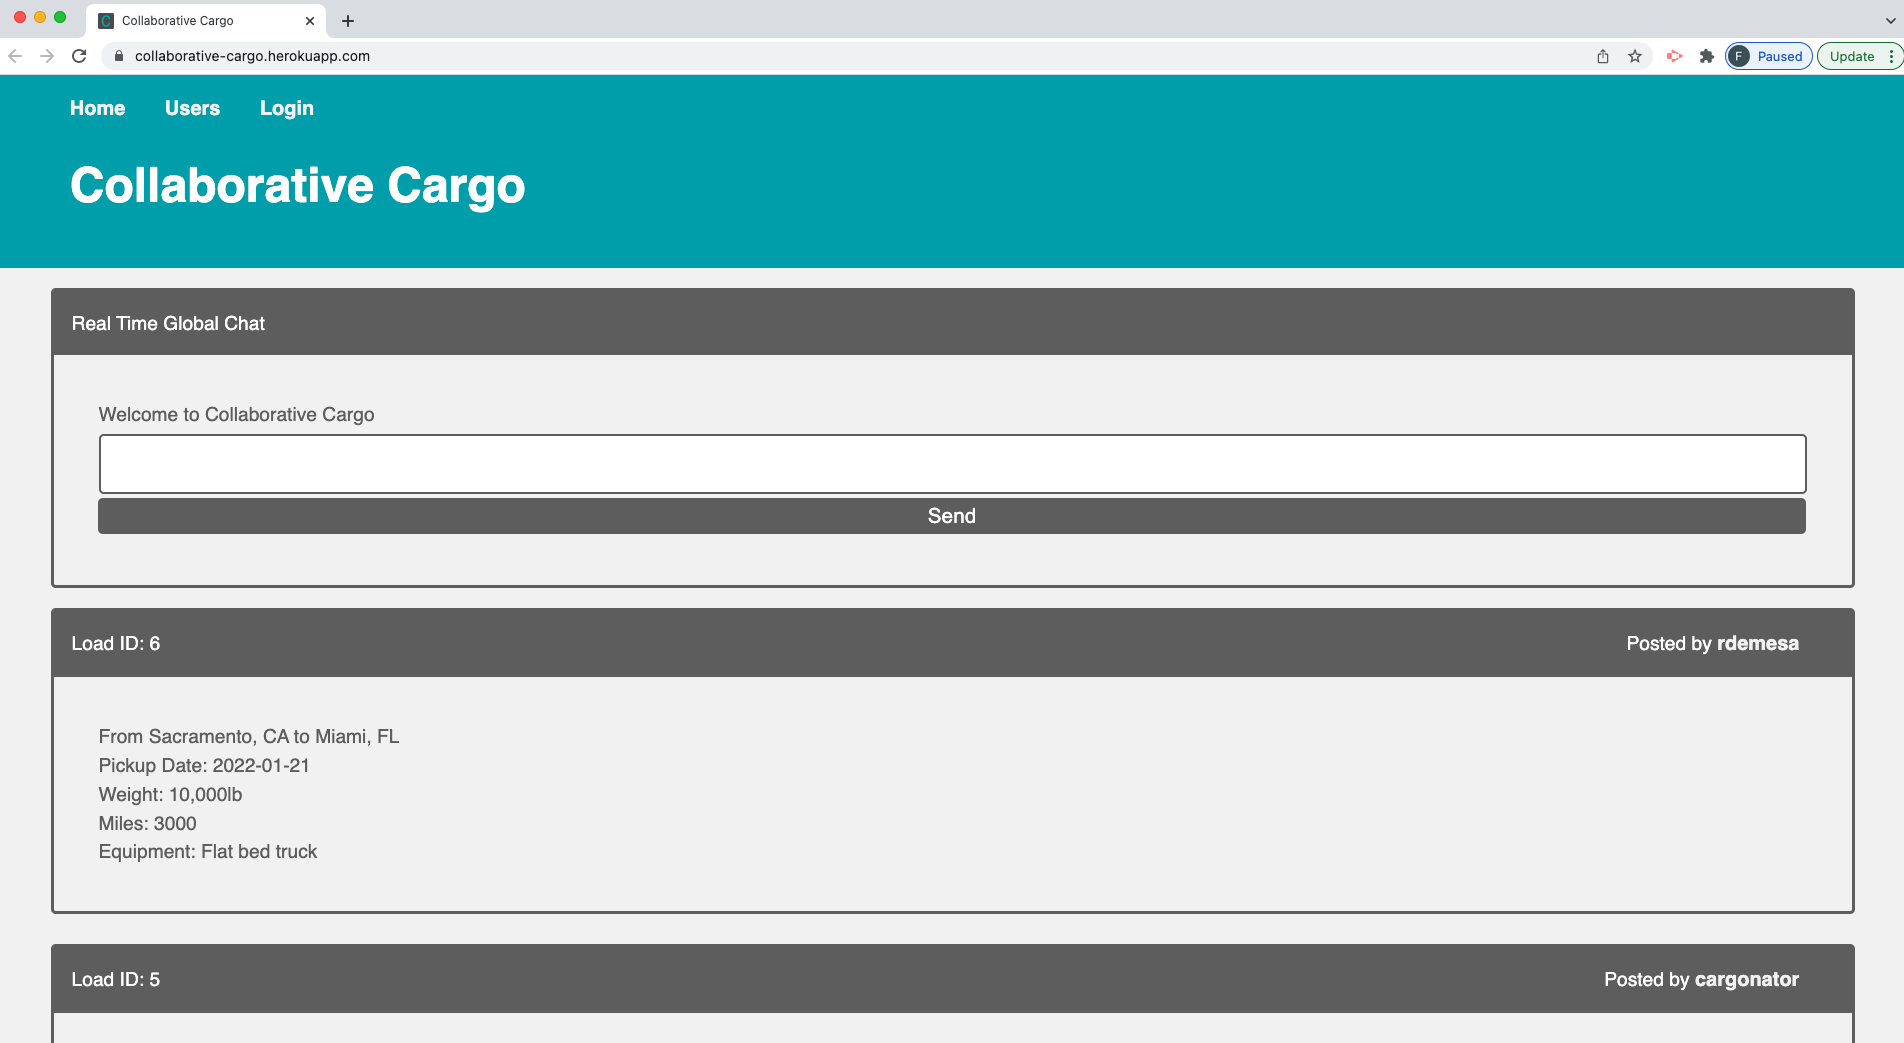 C Collaborative Cargo
collaborative-cargo.herokuapp.com
F Paused
Update
Home Users Login
Collaborative Cargo
Real Time Global Chat
Welcome to Collaborative Cargo
Send
Load ID: 6 Posted by rdemesa
From Sacramento, CA to Miami, FL
Pickup Date: 2022-01-21
Weight: 10,000lb
Miles: 3000
Equipment: Flat bed truck
Load ID: 5 Posted by cargonator